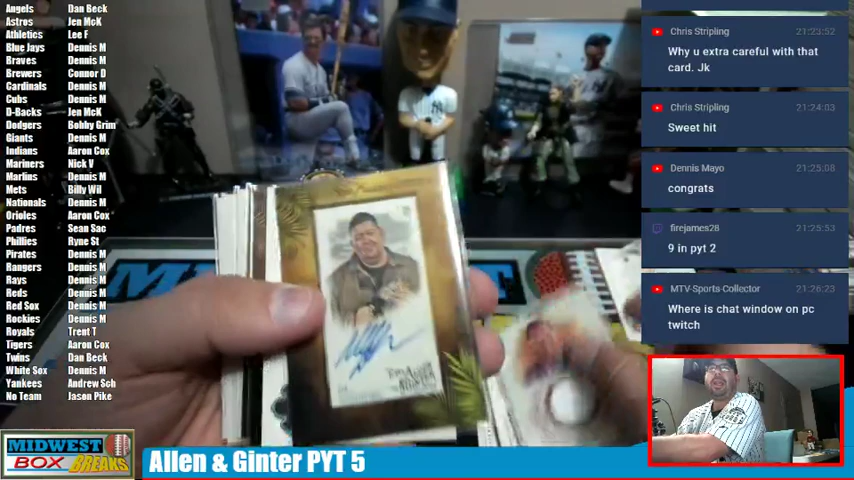 Angels Dan Beck
Astros Jen McK
Athletics Lee F
Blue Jays Dennis M
Braves Dennis M
Brewers Connor D
Cardinals Dennis M
Cubs Dennis M
D-Backs Jen McK
Dodgers Bobby Grim
Giants Dennis M
Indians Aaron Cox
Mariners Nick V
Marlins Dennis M
Mets Billy Wil
Nationals Dennis M
Orioles Aaron Cox
Padres Sean Sac
Phillies Ryne St
Pirates Dennis M
Rangers Dennis M
Rays Dennis M
Reds Dennis M
Red Sox Dennis M
Rockies Dennis M
Royals Trent T
Tigers Aaron Cox
Twins Dan Beck
White Sox Dennis M
Yankees Andrew Sch
No Team Jason Pike
Chris Stripling 21:23:52
Why u extra careful with that
card. Jk
Chris Stripling 21:24:03
Sweet hit
Dennis Mayo 21:25:08
congrats
firejames28 21:25:53
9 in pyt 2
MTV-Sports Collector 21:26:23
Where is chat window on pc
twitch
MIDWEST
BOX BREAKS
Allen & Ginter PYT 5